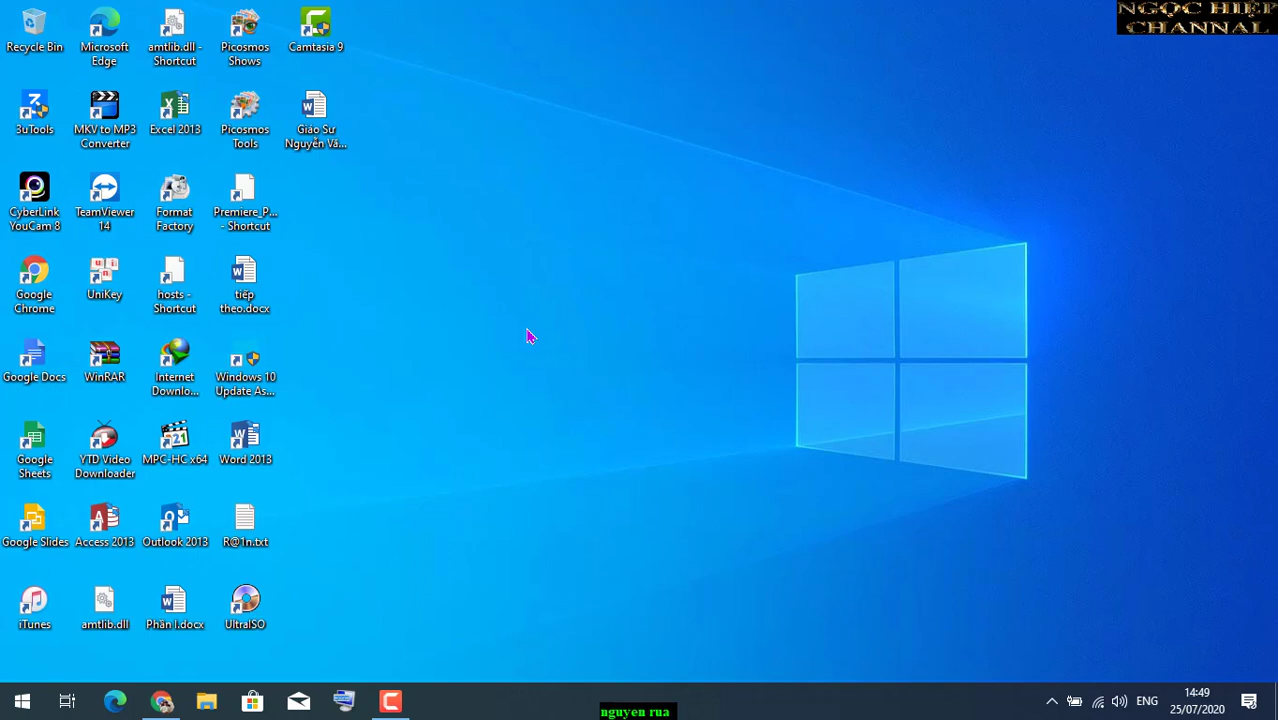 NGỌC HIỆP
CHANNAL
Recycle Bin
Microsoft
Edge
amtlib.dll -
Shortcut
Picosmos
Shows
Camtasia 9
3uTools
MKV to MP3
Converter
Excel 2013
Picosmos
Tools
Giáo Sư
Nguyễn Vă...
CyberLink
YouCam 8
TeamViewer
14
Format
Factory
Premiere_P...
- Shortcut
Google
Chrome
UniKey
hosts -
Shortcut
tiếp
theo.docx
Google Docs
WinRAR
Internet
Downlo...
Windows 10
Update As...
Google
Sheets
YTD Video
Downloader
MPC-HC x64
Word 2013
Google Slides
Access 2013
Outlook 2013
R@1n.txt
iTunes
amtlib.dll
Phần I.docx
UltraISO
ENG
14:49
25/07/2020
nguyen rua